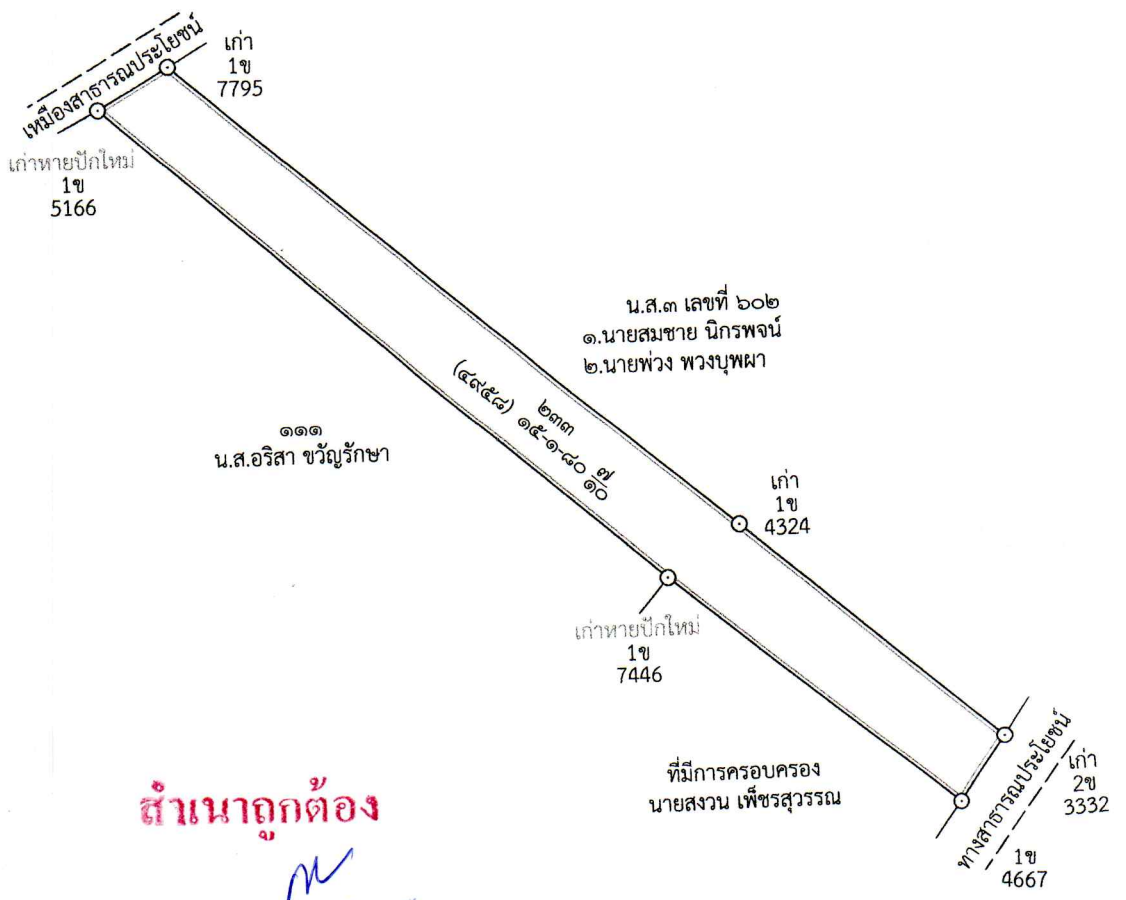 เหมืองสาธารณประโยชน์
เก่า
1ข
7795
เก่าหายปักใหม่
1ข
5166
น.ส.๓ เลขที่ ๖๐๒
๑.นายสมชาย นิกรพจน์
๒.นายพ่วง พวงบุพผา
๒๓๓
(๔๙๕๘) ๑๕-๑-๘๐ ๗/๑๐
๑๑๑
น.ส.อริสา ขวัญรักษา
เก่า
1ข
4324
เก่าหายปักใหม่
1ข
7446
ที่มีการครอบครอง
นายสงวน เพ็ชรสุวรรณ
ทางสาธารณประโยชน์
เก่า
2ข
3332
1ข
4667
สำเนาถูกต้อง